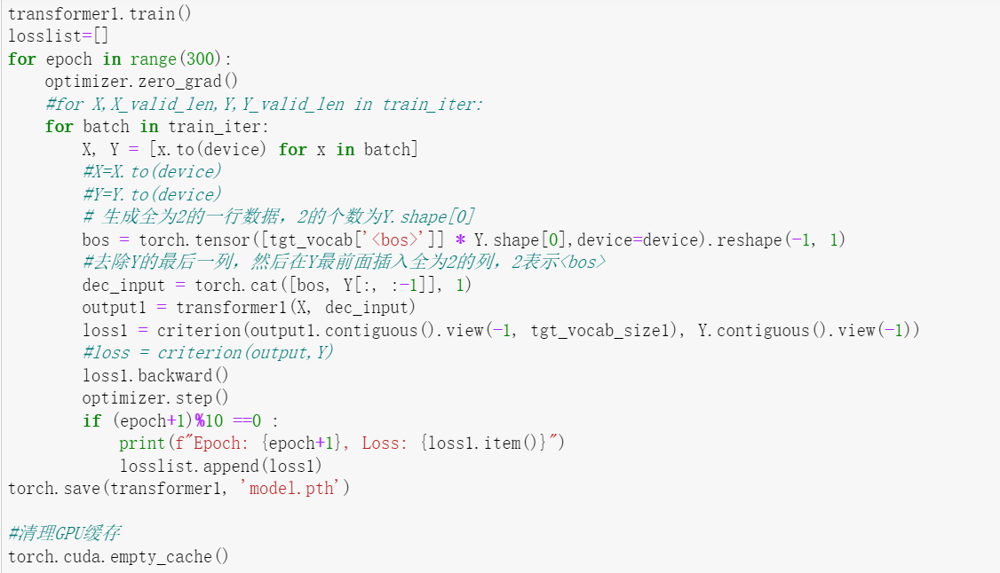 transformer1.train()
losslist=[]
for epoch in range(300):
    optimizer.zero_grad()
    #for X,X_valid_len,Y,Y_valid_len in train_iter:
    for batch in train_iter:
        X, Y = [x.to(device) for x in batch]
        #X=X.to(device)
        #Y=Y.to(device)
        # 生成全为2的一行数据，2的个数为Y.shape[0]
        bos = torch.tensor([tgt_vocab['<bos>']] * Y.shape[0],device=device).reshape(-1, 1)
        #去除Y的最后一列，然后在Y最前面插入全为2的列，2表示<bos>
        dec_input = torch.cat([bos, Y[:, :-1]], 1)
        output1 = transformer1(X, dec_input)
        loss1 = criterion(output1.contiguous().view(-1, tgt_vocab_size1), Y.contiguous().view(-1))
        #loss = criterion(output,Y)
        loss1.backward()
        optimizer.step()
        if (epoch+1)%10 ==0 :
            print(f"Epoch: {epoch+1}, Loss: {loss1.item()}")
            losslist.append(loss1)
torch.save(transformer1, 'model.pth')
#清理GPU缓存
torch.cuda.empty_cache()